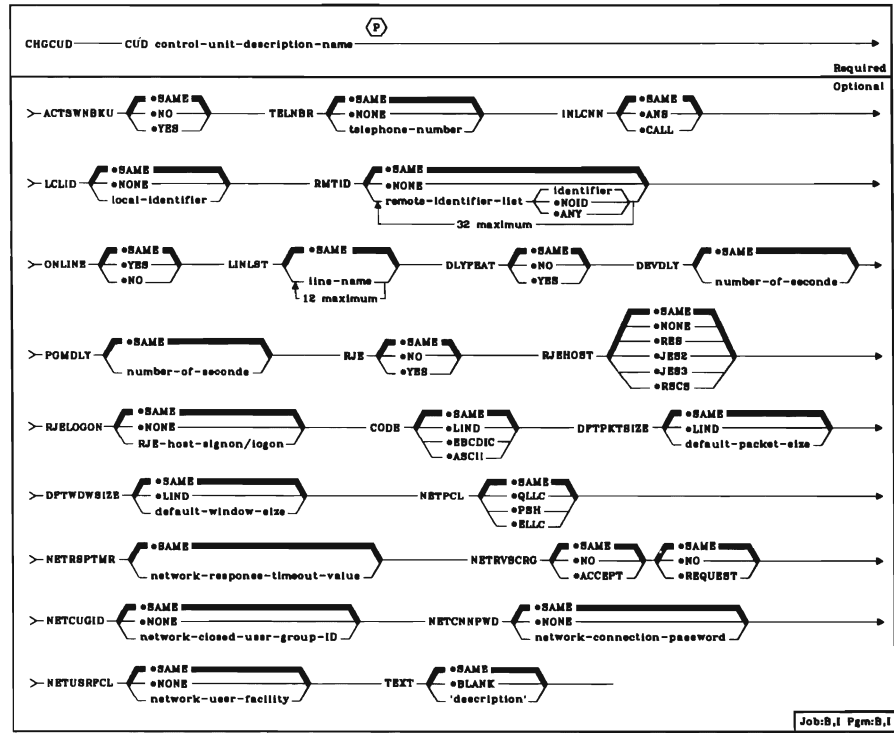 P
CHGCUD CUD control-unit-description-name
Required
Optional
*SAME *SAME *SAME
ACTSWNBKU *NO TELNBR *NONE INLCNN *ANS
*YES telephone-number *CALL
*SAME *SAME
LCLID *NONE RMTID *NONE identifier
local-identifier remote-identifier-list *NOID
*ANY
32 maximum
*SAME *SAME *SAME *SAME
ONLINE *YES LINLST DLYFEAT *NO DEVDLY
*NO line-name *YES number-of-seconds
12 maximum
*SAME
*NONE
*SAME *SAME *RES
PGMDLY RJE *NO RJEHOST *JES2
number-of-seconds *YES *JES3
*RSCS
*SAME *SAME *SAME
RJELOGON *NONE CODE *LIND DFTPKTSIZE *LIND
RJE-host-signon/logon *EBCDIC default-packet-size
*ASCII
*SAME *SAME
DFTWDWSIZE *LIND NETPCL *QLLC
default-window-size *PSH
*ELLC
*SAME *SAME *SAME
NETRSPTMR NETRVSCRG *NO *NO
network-response-timeout-value *ACCEPT *REQUEST
*SAME *SAME
NETCUGID *NONE NETCNNPWD *NONE
network-closed-user-group-ID network-connection-password
*SAME *SAME
NETUSRFCL *NONE TEXT *BLANK
network-user-facility 'description'
Job:B,I Pgm:B,I